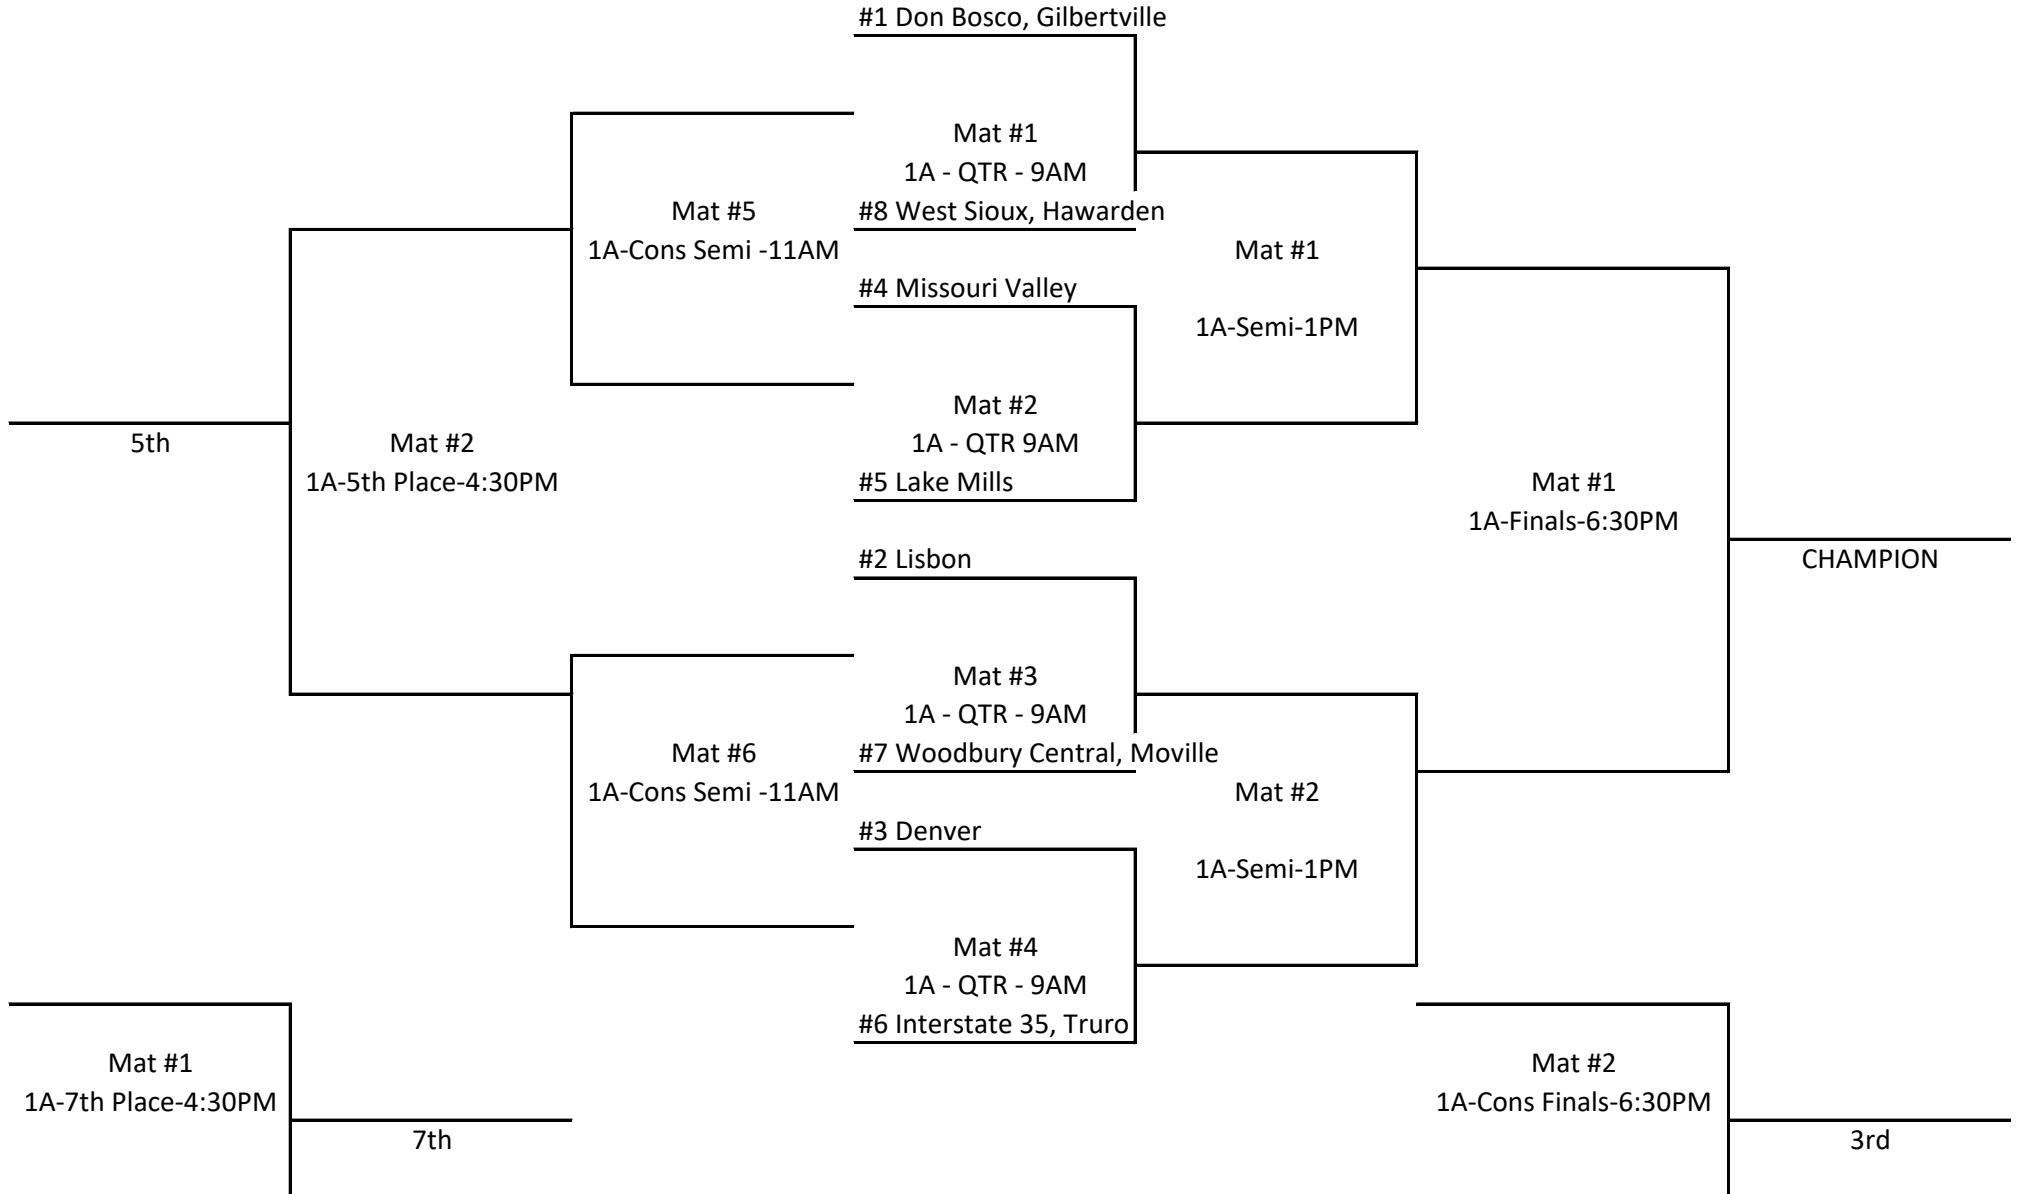 #1 Don Bosco, Gilbertville
Mat #1
1A - QTR - 9AM
#8 West Sioux, Hawarden
Mat #5
1A-Cons Semi -11AM
Mat #1
1A-Semi-1PM
#4 Missouri Valley
Mat #2
1A - QTR 9AM
#5 Lake Mills
5th
Mat #2
1A-5th Place-4:30PM
Mat #1
1A-Finals-6:30PM
CHAMPION
#2 Lisbon
Mat #3
1A - QTR - 9AM
#7 Woodbury Central, Moville
Mat #6
1A-Cons Semi -11AM
Mat #2
1A-Semi-1PM
#3 Denver
Mat #4
1A - QTR - 9AM
#6 Interstate 35, Truro
Mat #1
1A-7th Place-4:30PM
7th
Mat #2
1A-Cons Finals-6:30PM
3rd